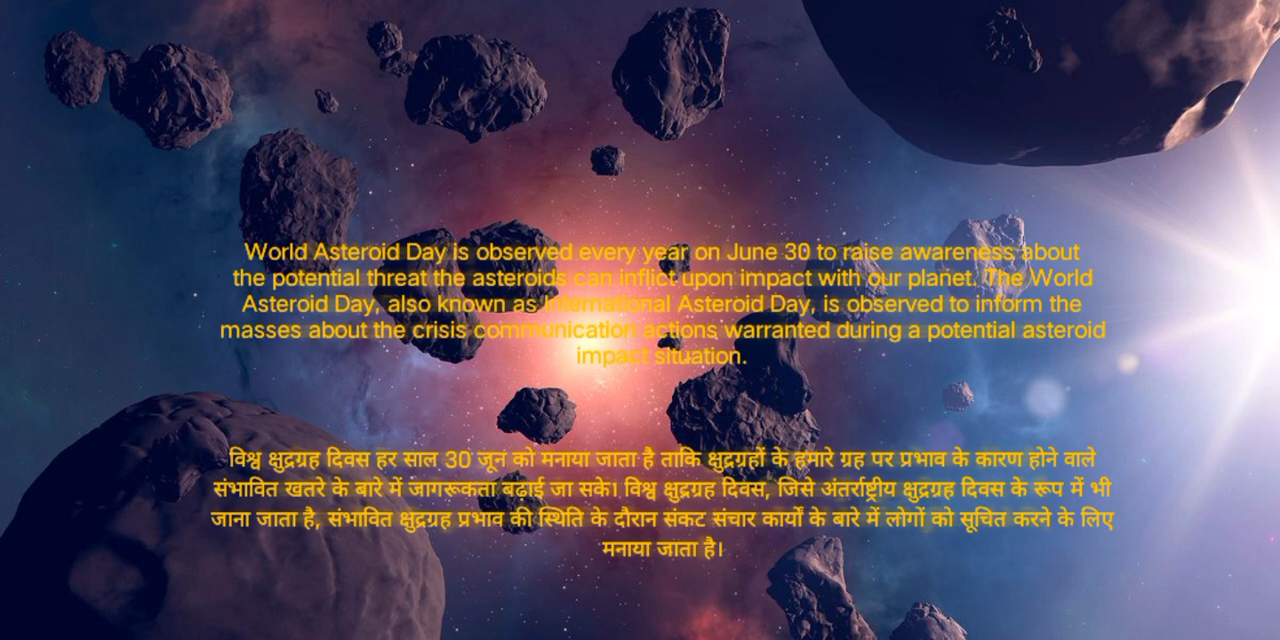 World Asteroid Day is observed every year on June 30 to raise awareness about
the potential threat the asteroids can inflict upon impact with our planet. The World
Asteroid Day, also known as International Asteroid Day, is observed to inform the
masses about the crisis communication actions warranted during a potential asteroid
impact situation.
विश्व क्षुद्रग्रह दिवस हर साल 30 जून को मनाया जाता है ताकि क्षुद्रग्रहों के हमारे ग्रह पर प्रभाव के कारण होने वाले
संभावित खतरे के बारे में जागरूकता बढ़ाई जा सके। विश्व क्षुद्रग्रह दिवस, जिसे अंतर्राष्ट्रीय क्षुद्रग्रह दिवस के रूप में भी
जाना जाता है, संभावित क्षुद्रग्रह प्रभाव की स्थिति के दौरान संकट संचार कार्यों के बारे में लोगों को सूचित करने के लिए
मनाया जाता है।